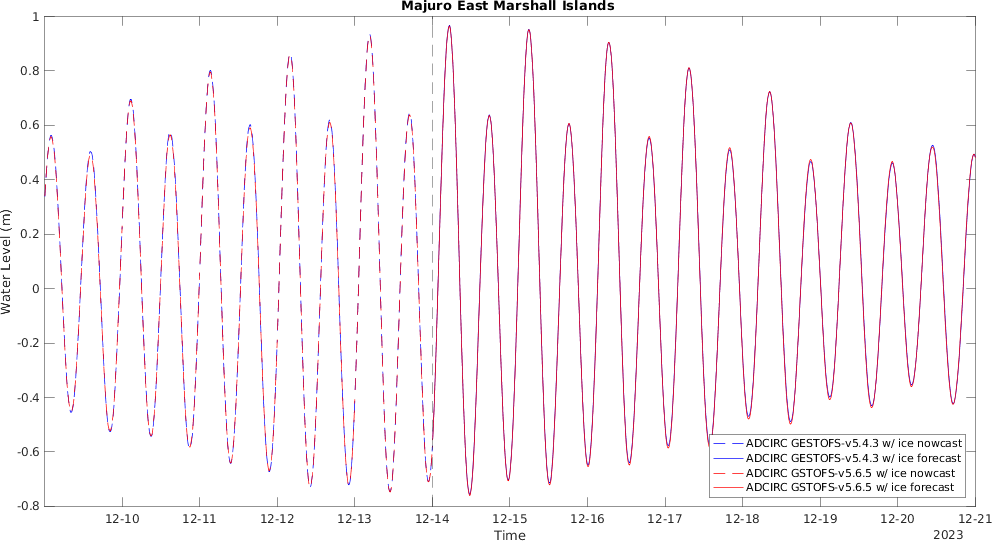 Majuro East Marshall Islands
1
0.8
0.6
0.4
0.2
0
-0.2
-0.4
-0.6
-0.8
Water Level (m)
ADCIRC GESTOFS-v5.4.3 w/ ice nowcast
ADCIRC GESTOFS-v5.4.3 w/ ice forecast
ADCIRC GSTOFS-v5.6.5 w/ ice nowcast
ADCIRC GSTOFS-v5.6.5 w/ ice forecast
12-10 12-11 12-12 12-13 12-14 12-15 12-16 12-17 12-18 12-19 12-20 12-21
Time
2023